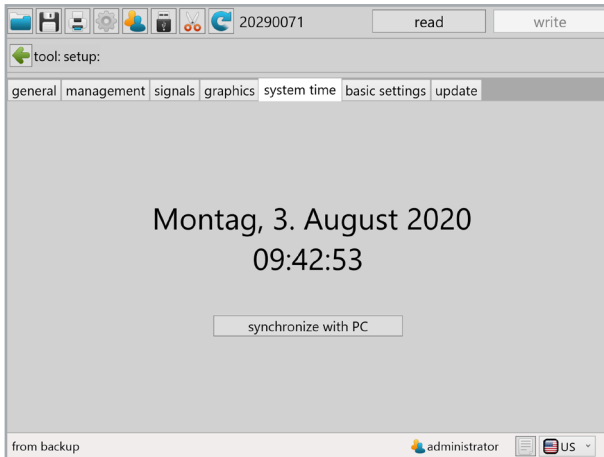 20290071 read write
tool: setup:
general management signals graphics system time basic settings update
Montag, 3. August 2020
09:42:53
synchronize with PC
from backup administrator US